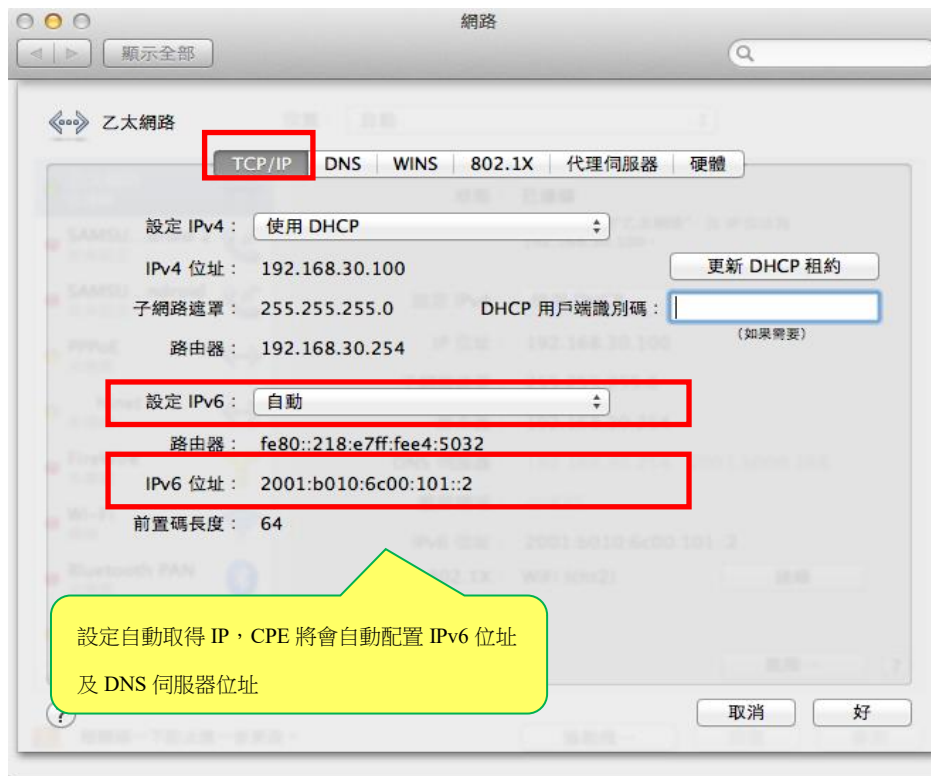 網路
顯示全部
乙太網路
TCP/IP DNS WINS 802.1X 代理伺服器 硬體
設定 IPv4： 使用 DHCP
IPv4 位址： 192.168.30.100 更新 DHCP 租約
子網路遮罩： 255.255.255.0 DHCP 用戶端識別碼：
路由器： 192.168.30.254 （如果需要）
設定 IPv6： 自動
路由器： fe80::218:e7ff:fee4:5032
IPv6 位址： 2001:b010:6c00:101::2
前置碼長度： 64
設定自動取得 IP，CPE 將會自動配置 IPv6 位址
及 DNS 伺服器位址
? 取消 好